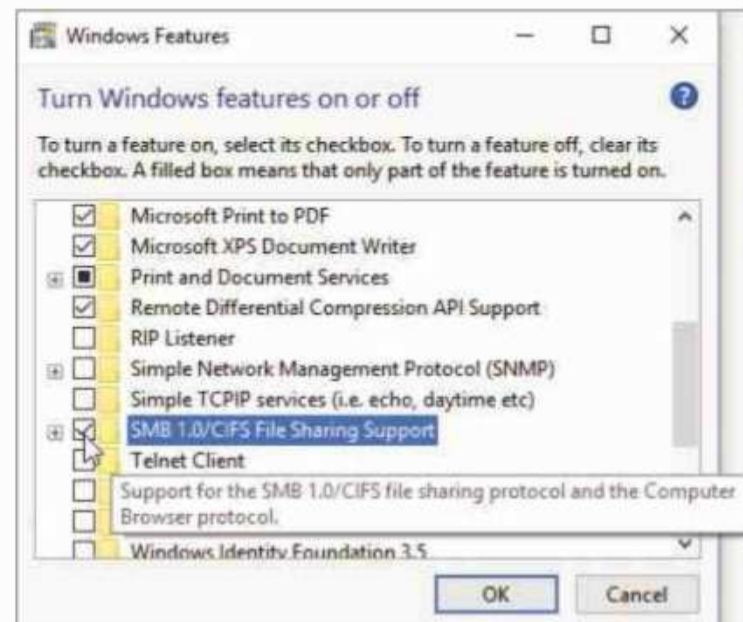 Windows Features
Turn Windows features on or off
To turn a feature on, select its checkbox. To turn a feature off, clear its
checkbox. A filled box means that only part of the feature is turned on.
Microsoft Print to PDF
Microsoft XPS Document Writer
Print and Document Services
Remote Differential Compression API Support
RIP Listener
Simple Network Management Protocol (SNMP)
Simple TCPIP services (i.e. echo, daytime etc)
SMB 1.0/CIFS File Sharing Support
Telnet Client
Support for the SMB 1.0/CIFS file sharing protocol and the Computer
Browser protocol.
Windows Identity Foundation 3.5
OK
Cancel